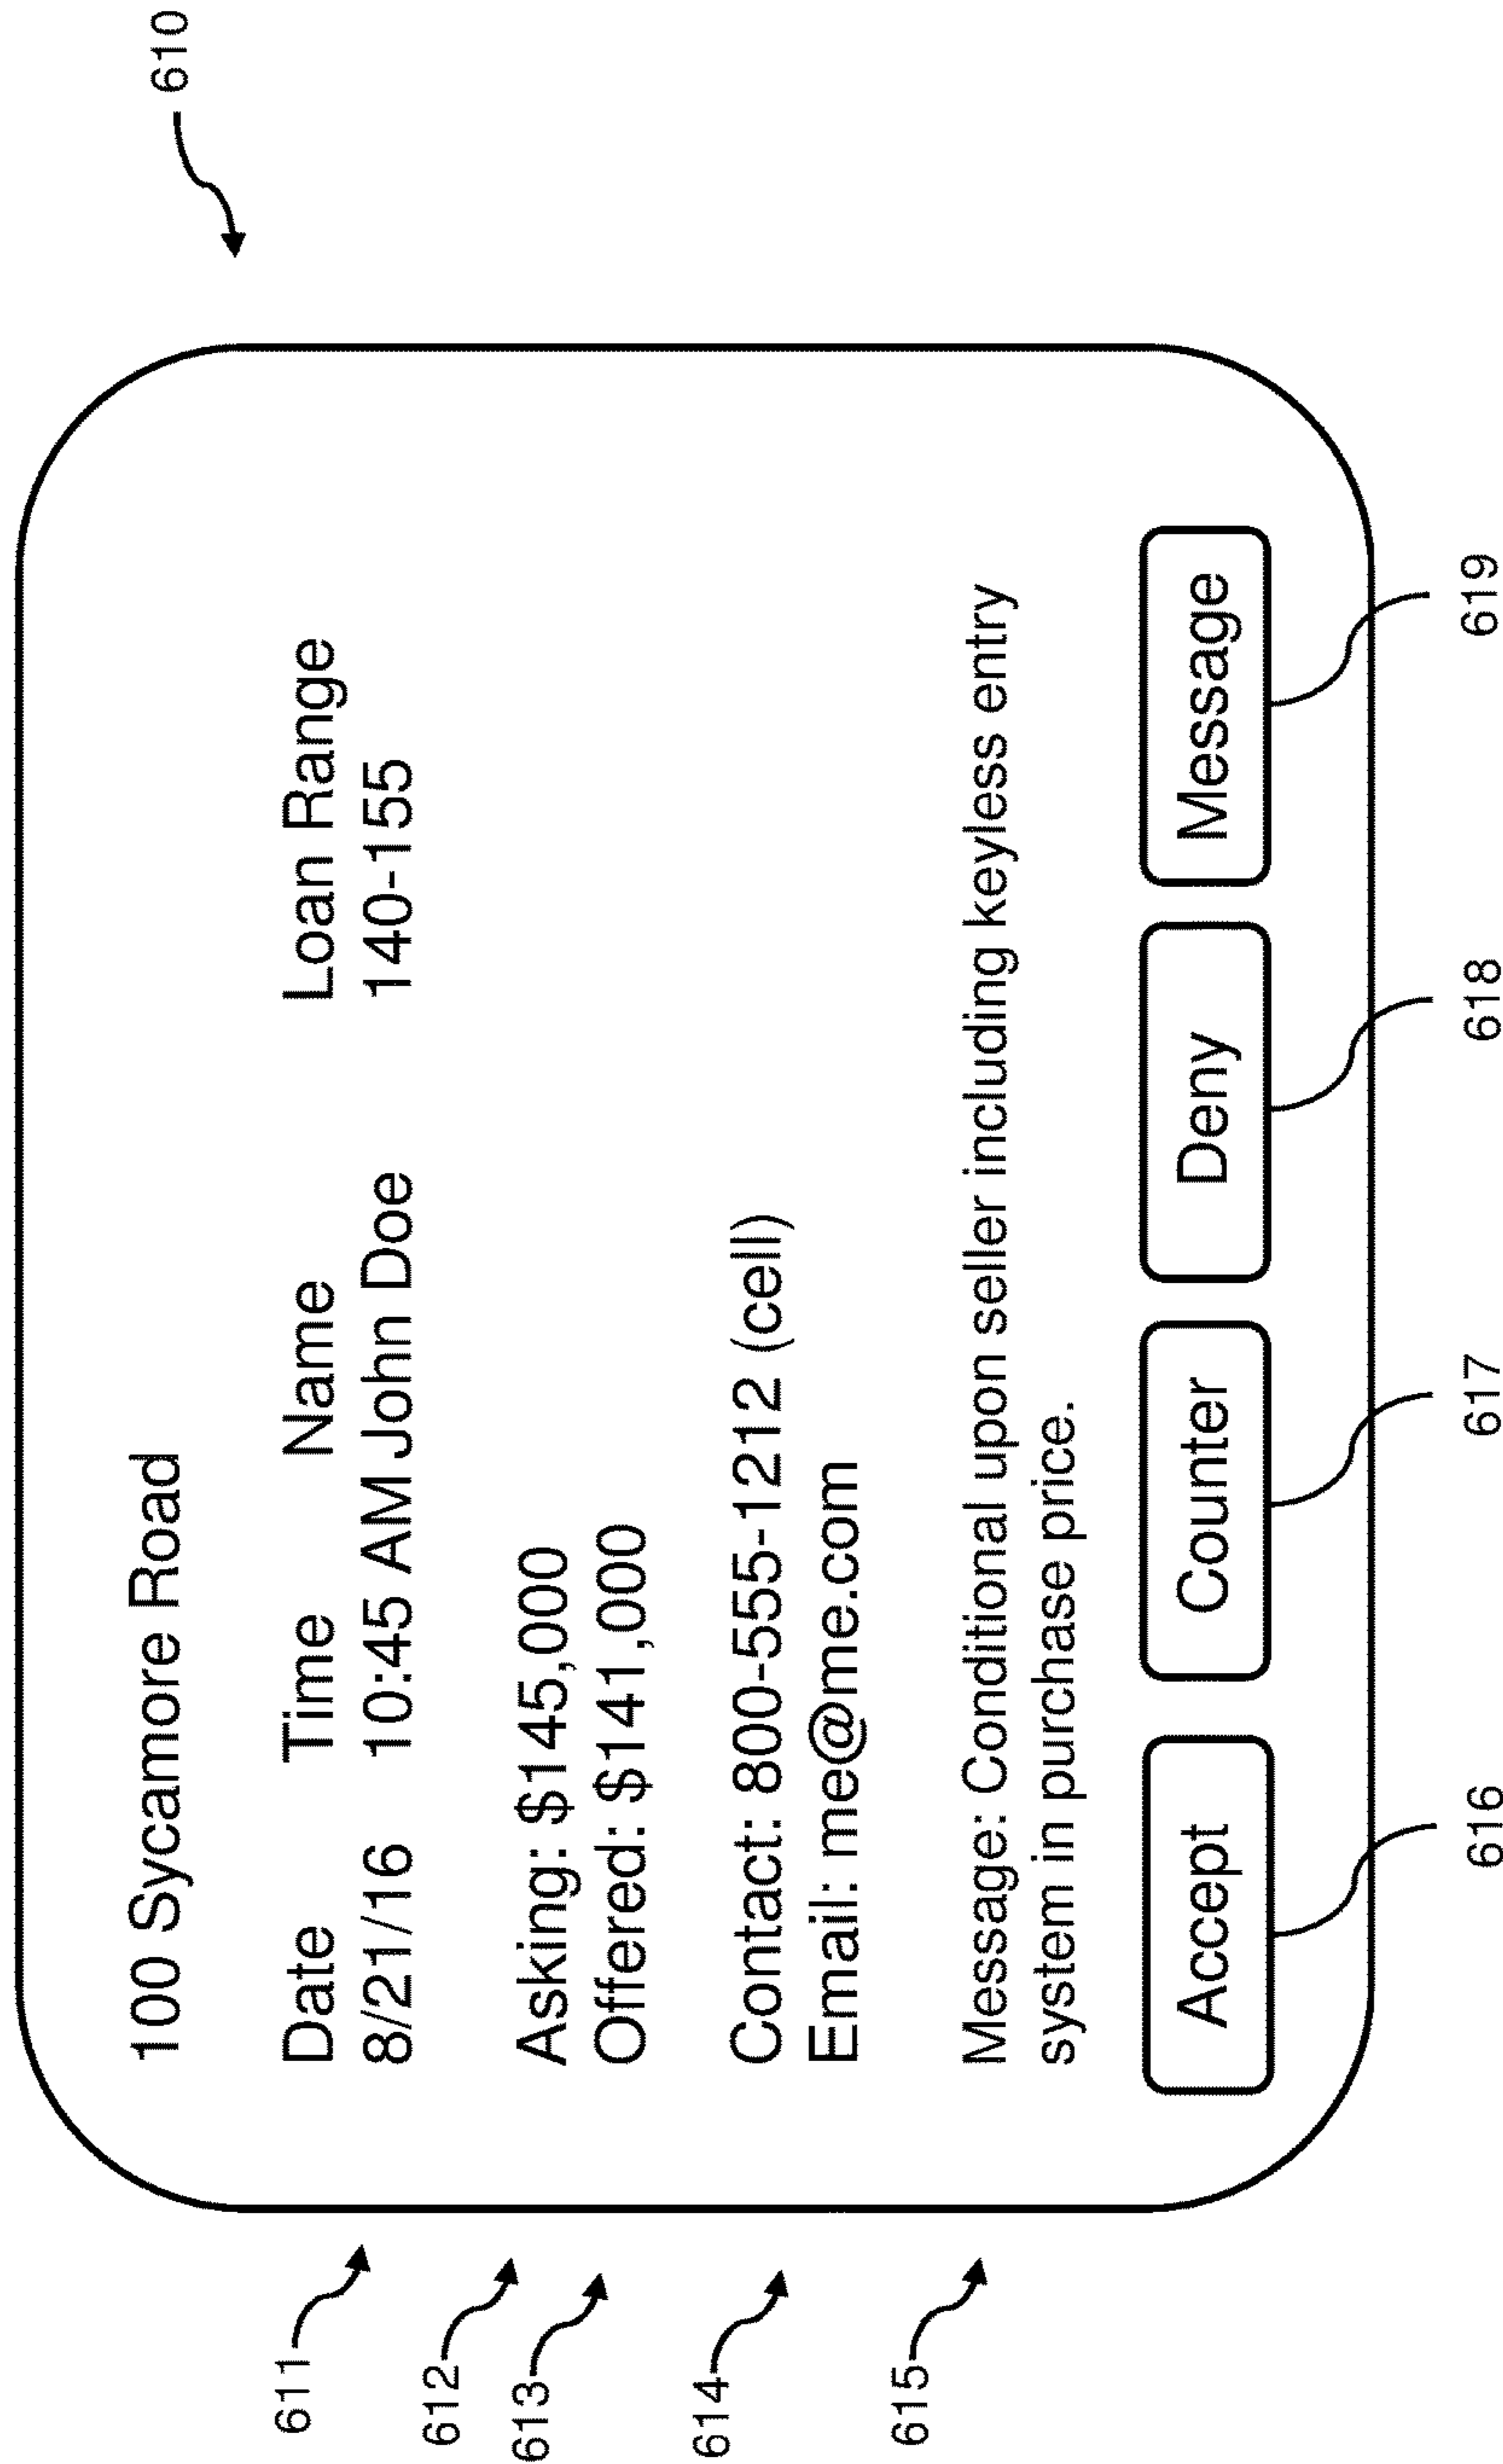 610
100 Sycamore Road
Date Time Name Loan Range
8/21/16 10:45 AM John Doe 140-155
611
Asking: $145,000
612
Offered: $141,000
613
Contact: 800-555-1212 (cell)
614
Email: me@me.com
Message: Conditional upon seller including keyless entry
615
system in purchase price.
Accept Counter Deny Message
616 617 618 619